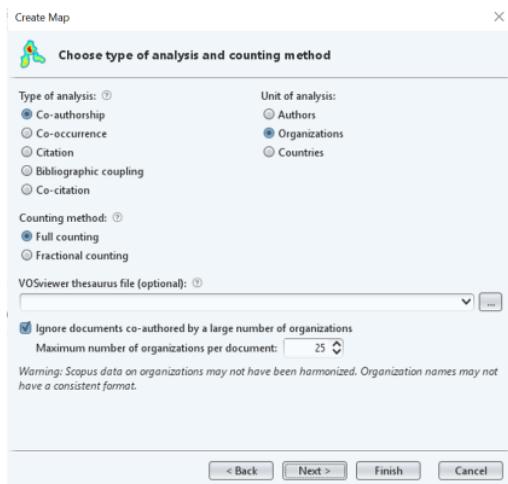 Create Map
Choose type of analysis and counting method
Type of analysis:
Unit of analysis:
Co-authorship
Authors
Co-occurrence
Organizations
Citation
Countries
Bibliographic coupling
Co-citation
Counting method:
Full counting
Fractional counting
VOSviewer thesaurus file (optional):
...
Ignore documents co-authored by a large number of organizations
Maximum number of organizations per document: 25
Warning: Scopus data on organizations may not have been harmonized. Organization names may not
have a consistent format.
< Back Next > Finish Cancel